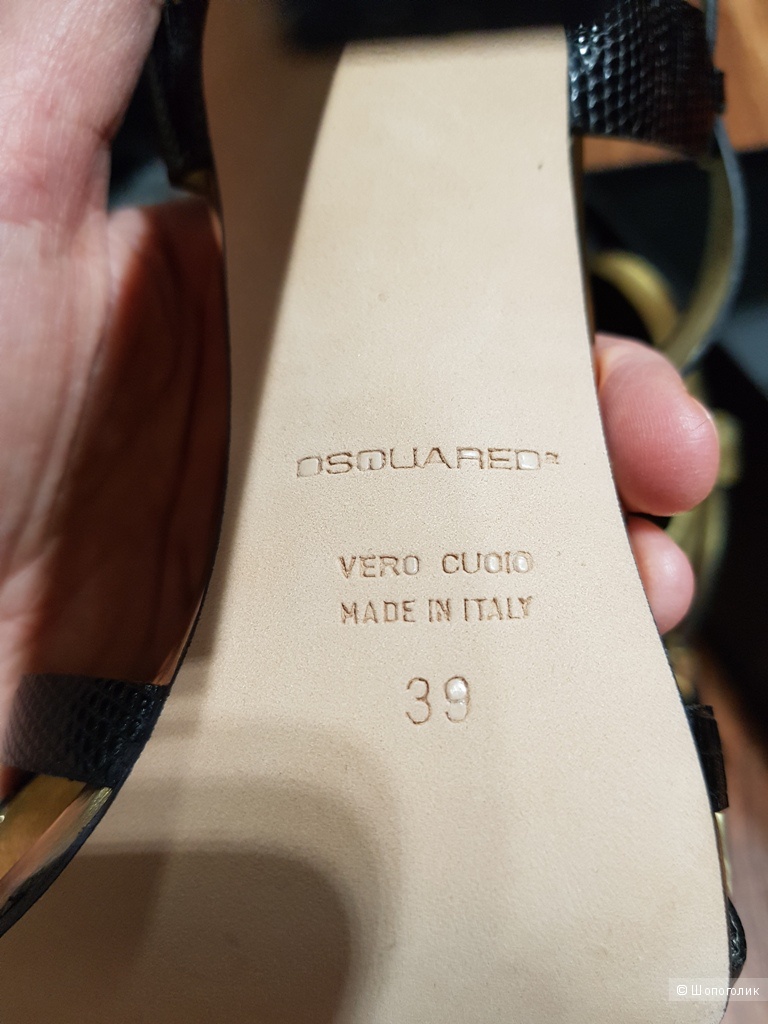 DSQUARED2
VERO CUOIO
MADE IN ITALY
39
© Шопоголик